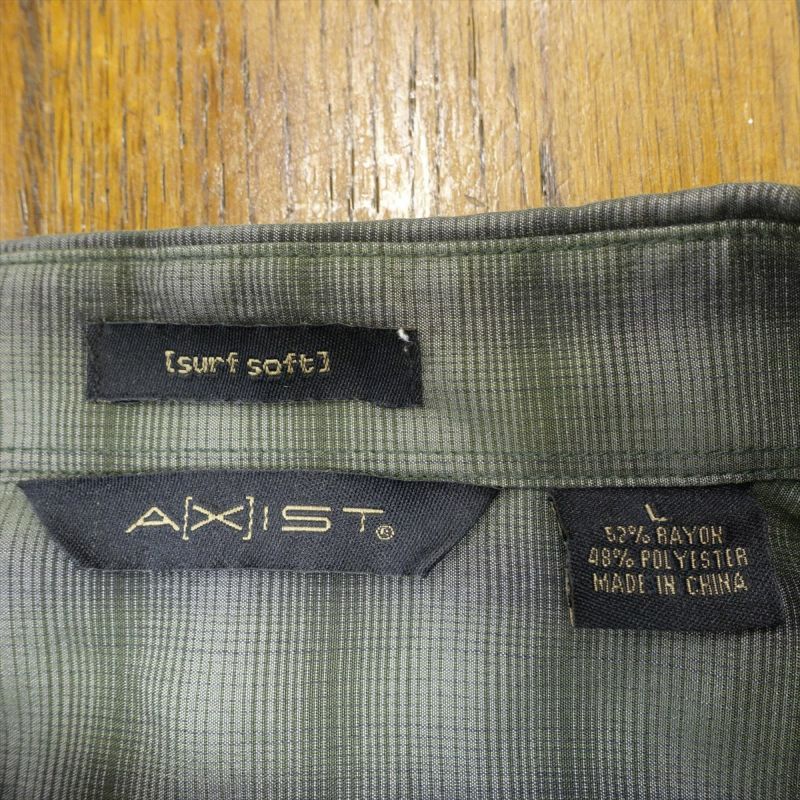 [surf soft]
A[X]IST®
L
52% RAYON
48% POLYESTER
MADE IN CHINA